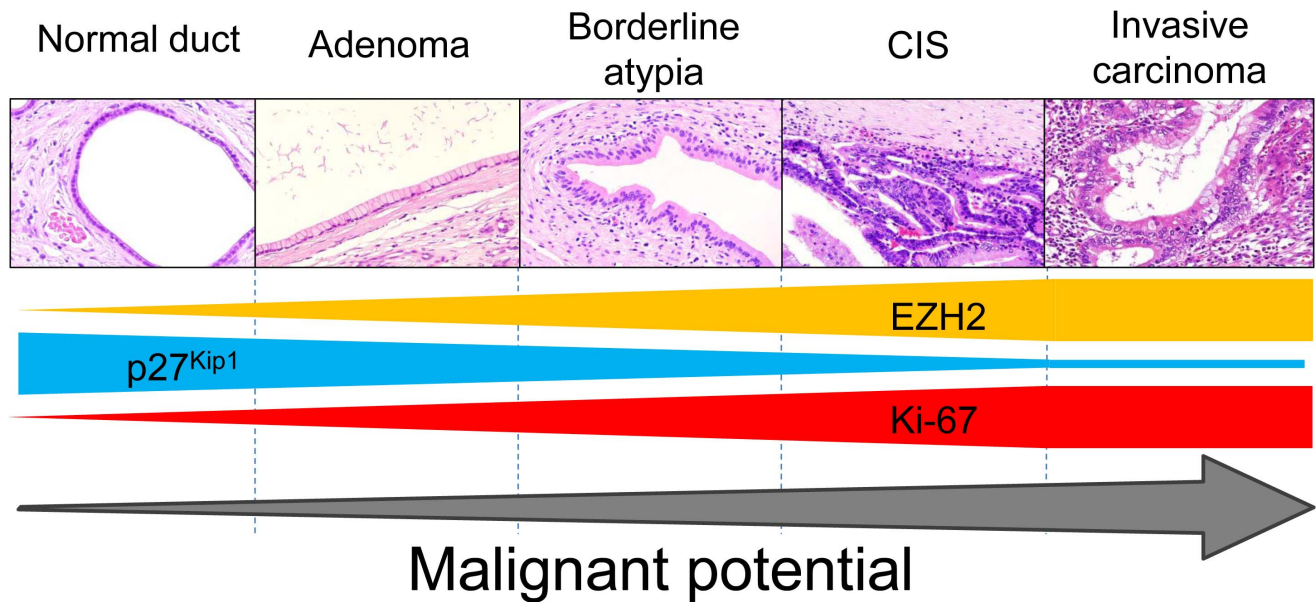 Normal duct
Adenoma
Borderline
atypia
CIS
Invasive
carcinoma
EZH2
p27Kip1
Ki-67
Malignant potential